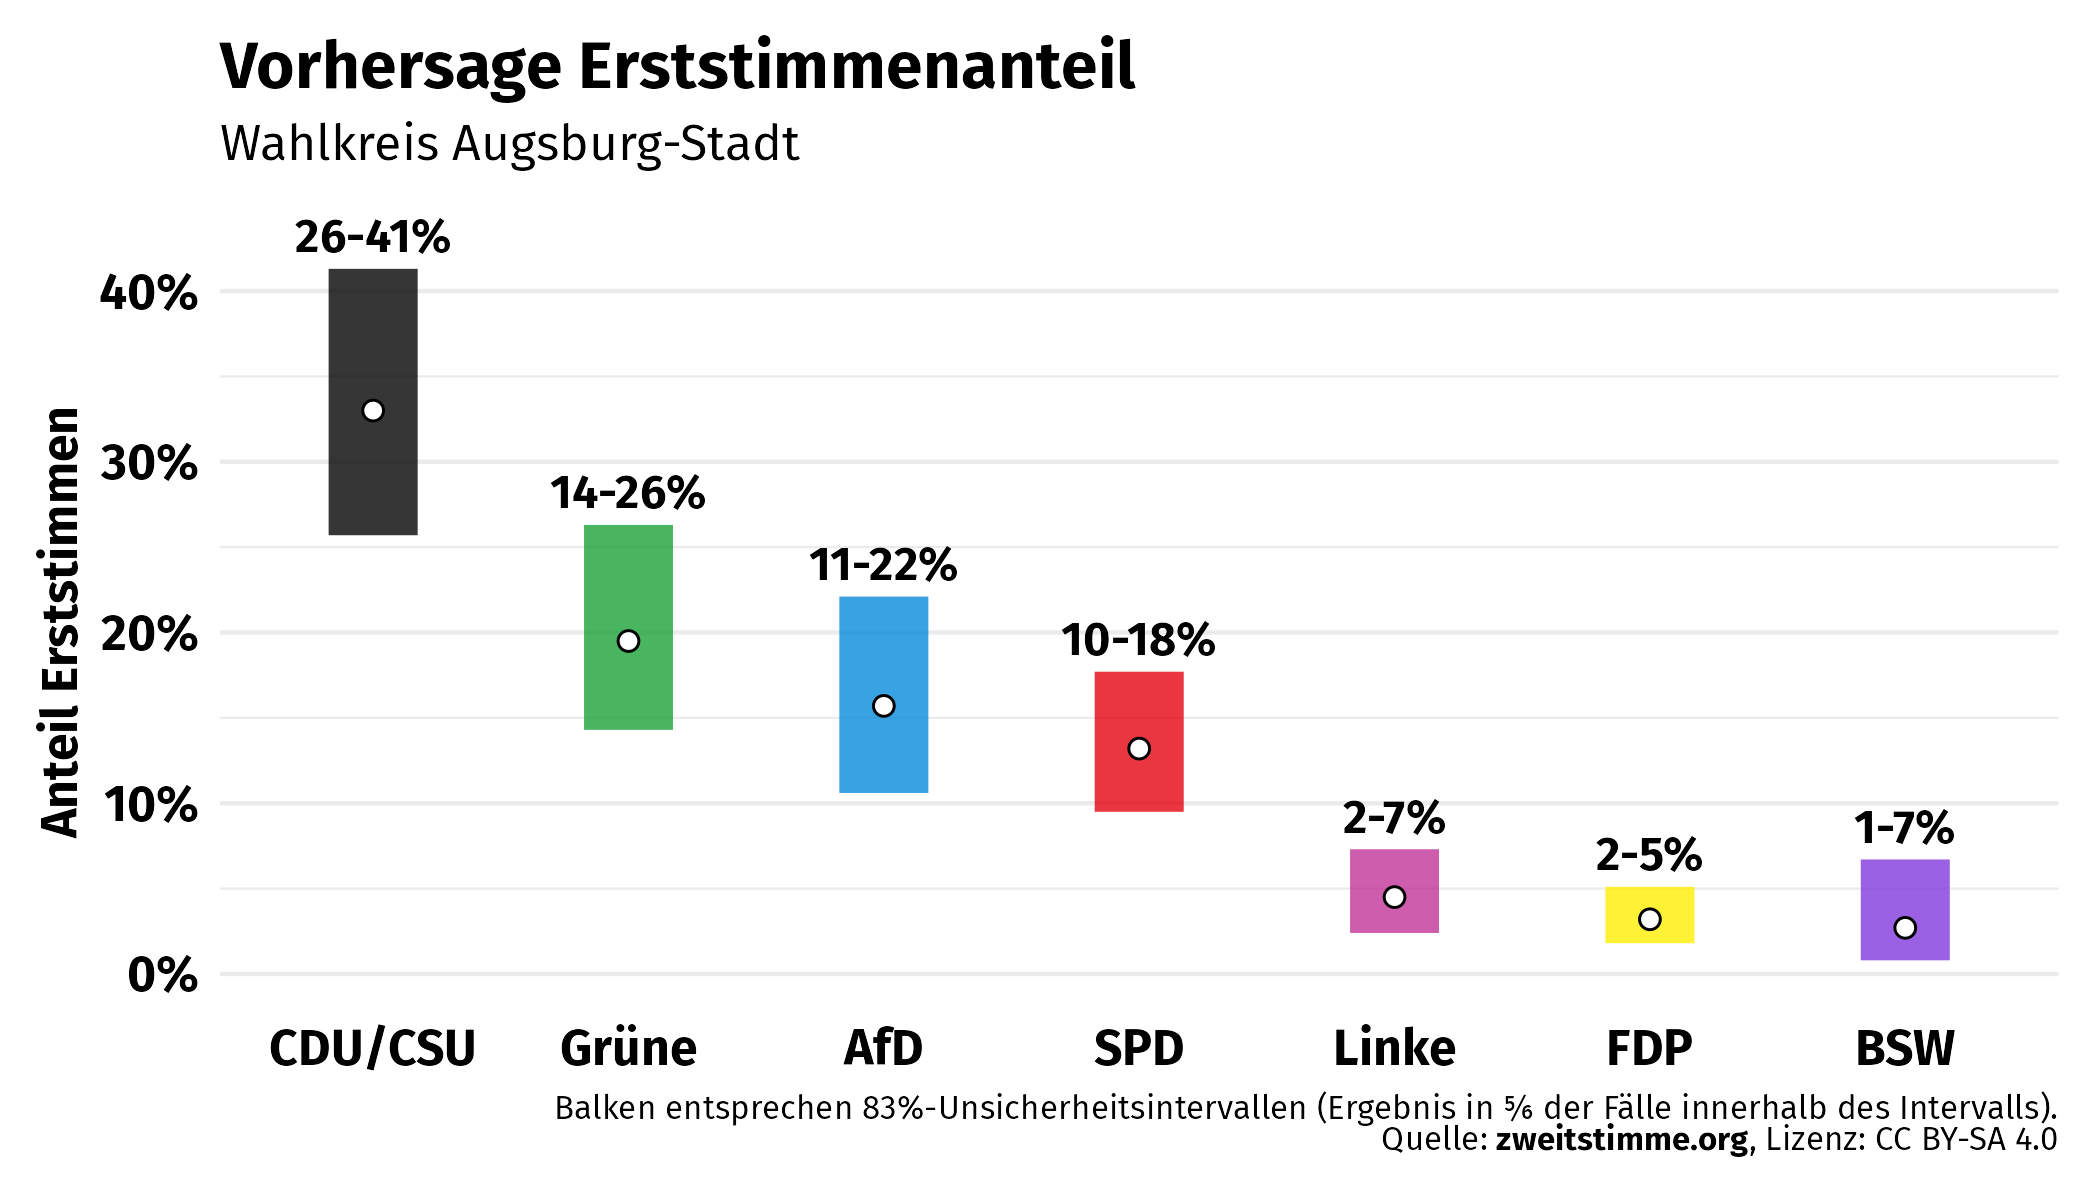 Vorhersage Erststimmenanteil
Wahlkreis Augsburg-Stadt
Anteil Erststimmen
40%
30%
20%
10%
0%
26-41%
14-26%
11-22%
10-18%
2-7%
2-5%
1-7%
CDU/CSU Grüne AfD SPD Linke FDP BSW
Balken entsprechen 83%-Unsicherheitsintervallen (Ergebnis in ⅚ der Fälle innerhalb des Intervalls).
Quelle: zweitstimme.org, Lizenz: CC BY-SA 4.0